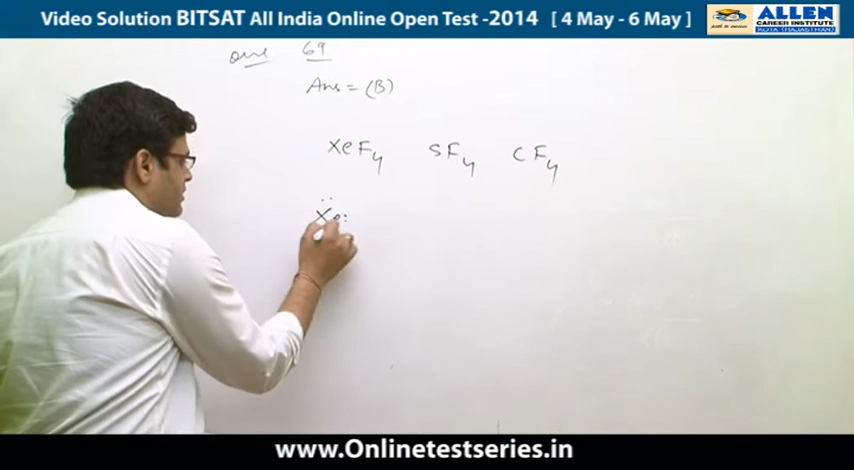 Video Solution BITSAT All India Online Open Test -2014 [ 4 May - 6 May ]
ALLEN
CAREER INSTITUTE
KOTA (RAJASTHAN)
69
Ans = (B)
XeF4 SF4 CF4
Xe
www.Onlinetestseries.in